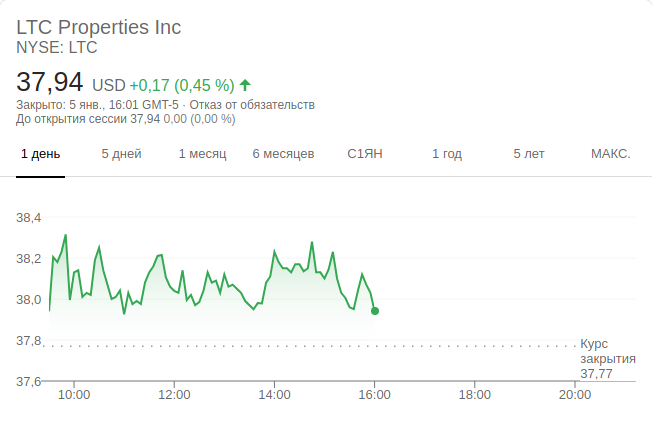 LTC Properties Inc
NYSE: LTC
37,94 USD +0,17 (0,45 %)
Закрыто: 5 янв., 16:01 GMT-5 · Отказ от обязательств
До открытия сессии 37,94 0,00 (0,00 %)
1 день 5 дней 1 месяц 6 месяцев С1ЯН 1 год 5 лет МАКС.
38,4
38,2
38,0
37,8
Курс
закрытия
37,77
37,6
10:00 12:00 14:00 16:00 18:00 20:00